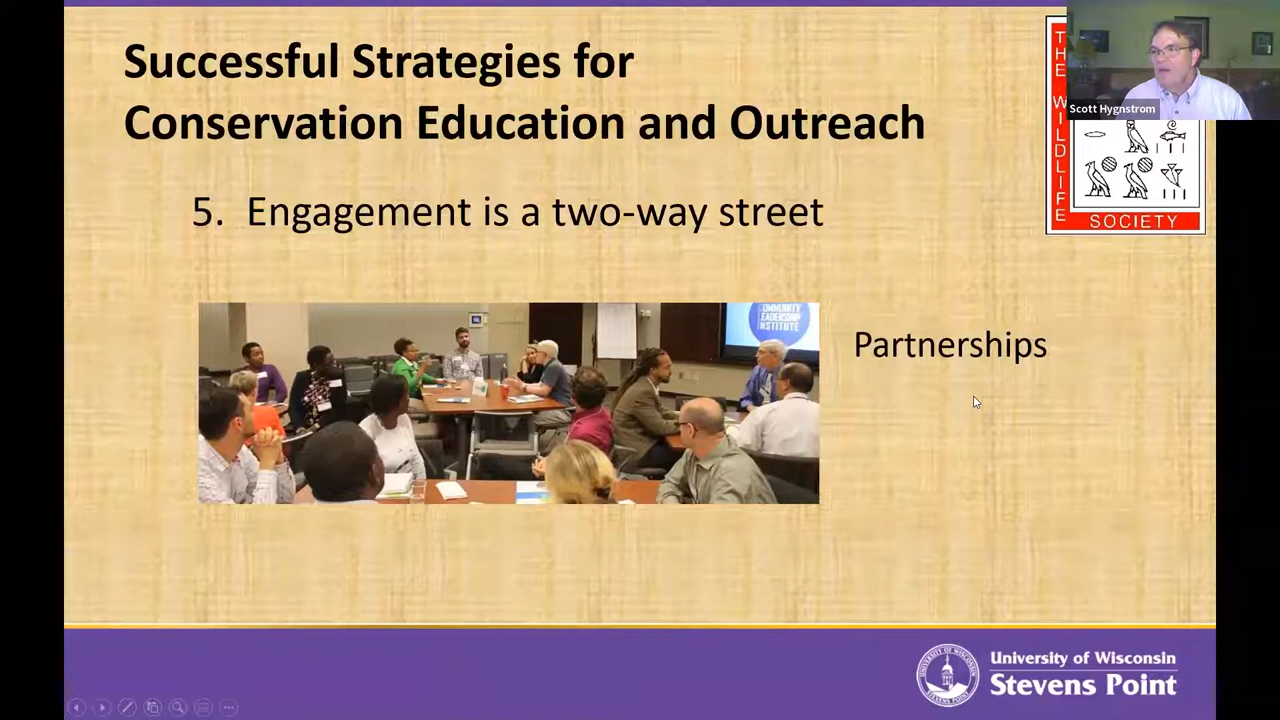 Successful Strategies for
Conservation Education and Outreach
Scott Hygnstrom
THE WILDLIFE
SOCIETY
5. Engagement is a two-way street
COMMUNITY
LEADERSHIP
INSTITUTE
Partnerships
University of Wisconsin
Stevens Point